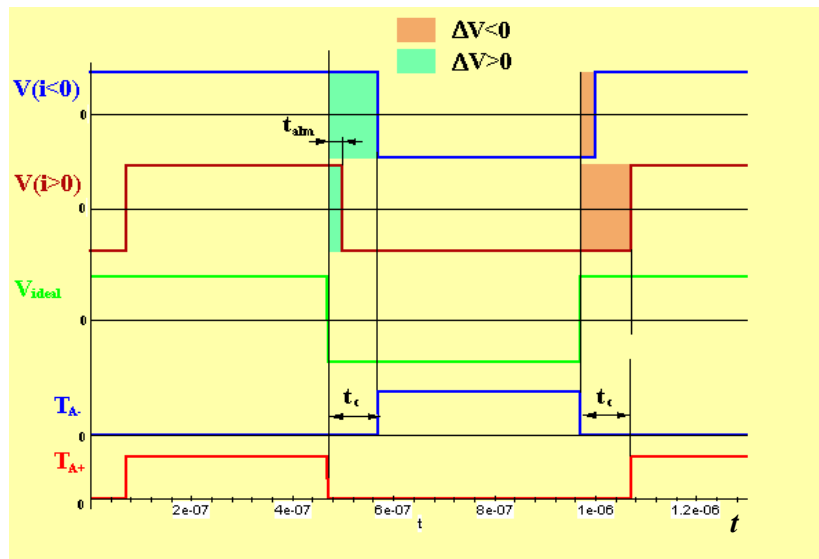 ΔV<0
ΔV>0
V(i<0)
0
t_alm
V(i>0)
0
V_ideal
0
T_A-
t_c
t_c
0
T_A+
0
2e-07 4e-07 6e-07 8e-07 1e-06 1.2e-06
t
t